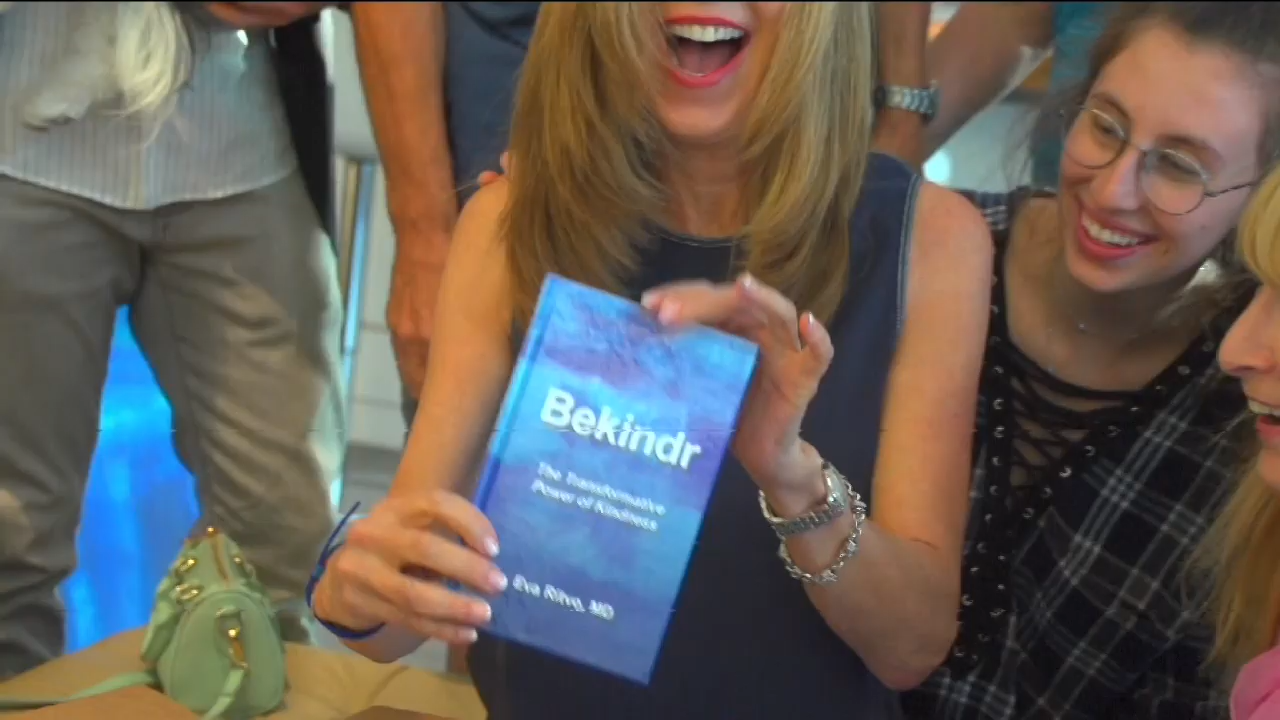 Bekindr
The Transformative
Power of Kindness
Eva Ritvo, MD